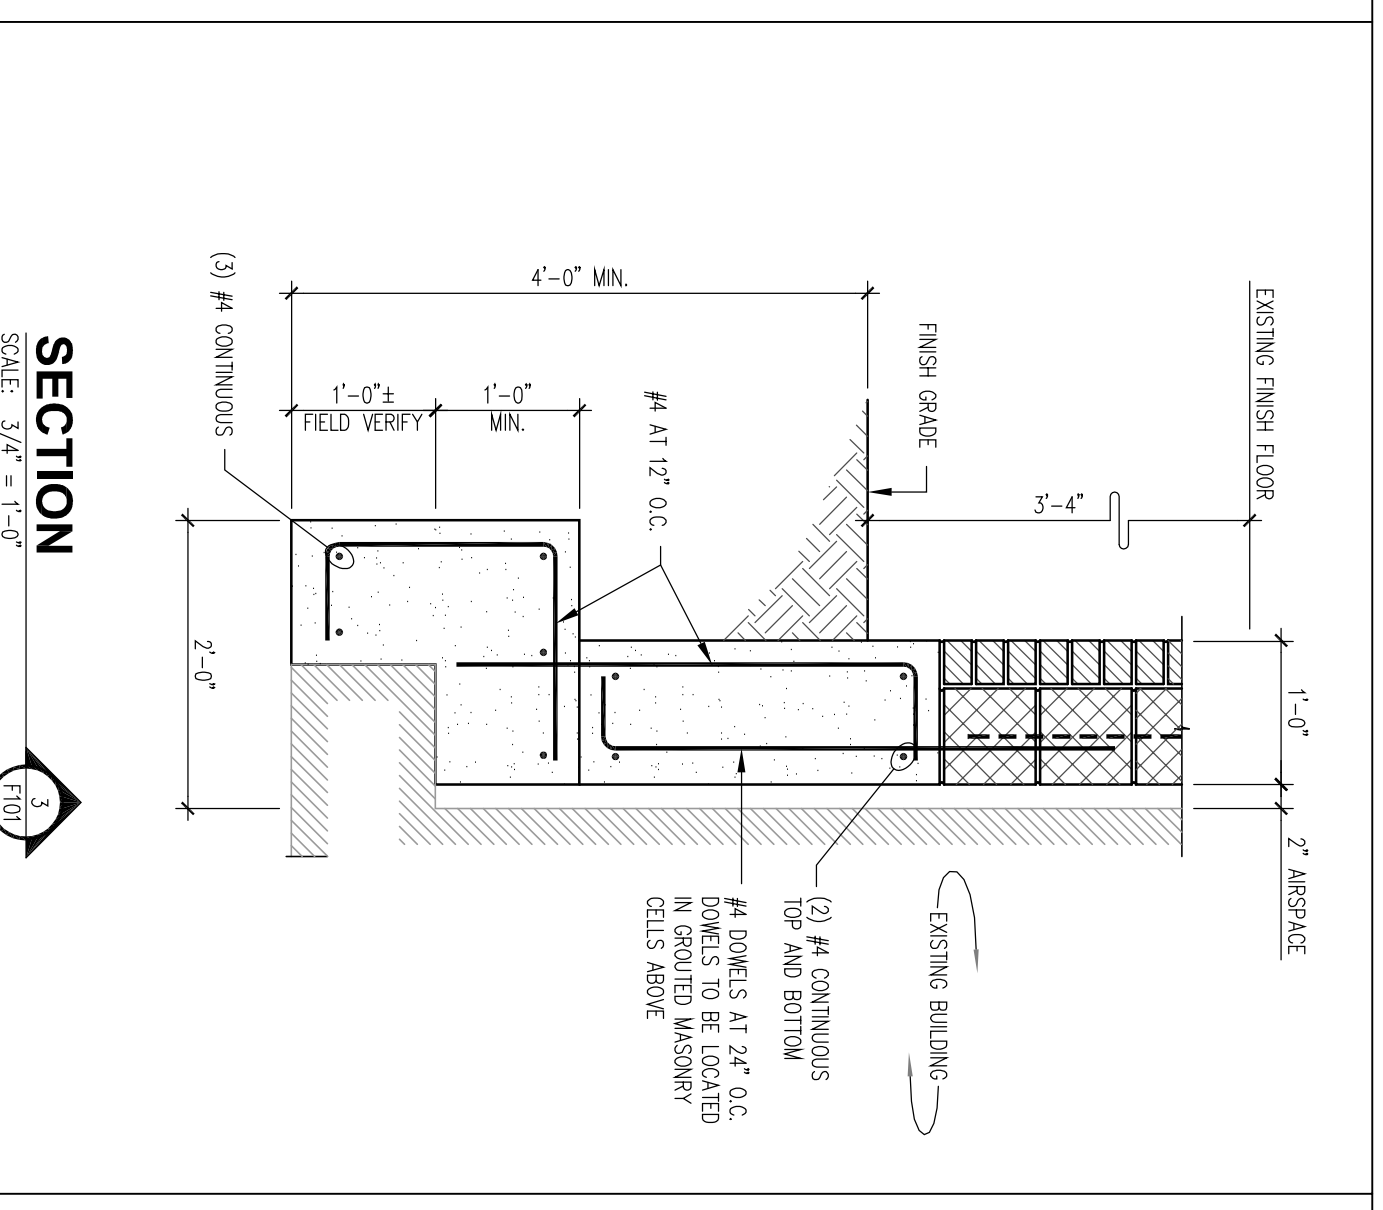 EXISTING FINISH FLOOR
3'-4"
1'-0"
2" AIRSPACE
FINISH GRADE
EXISTING BUILDING
4'-0" MIN.
1'-0"±
FIELD VERIFY
1'-0"
MIN.
#4 AT 12" O.C.
(2) #4 CONTINUOUS
TOP AND BOTTOM
#4 DOWELS AT 24" O.C.
DOWELS TO BE LOCATED
IN GROUTED MASONRY
CELLS ABOVE
(3) #4 CONTINUOUS
2'-0"
SECTION
SCALE: 3/4" = 1'-0"
3
F101